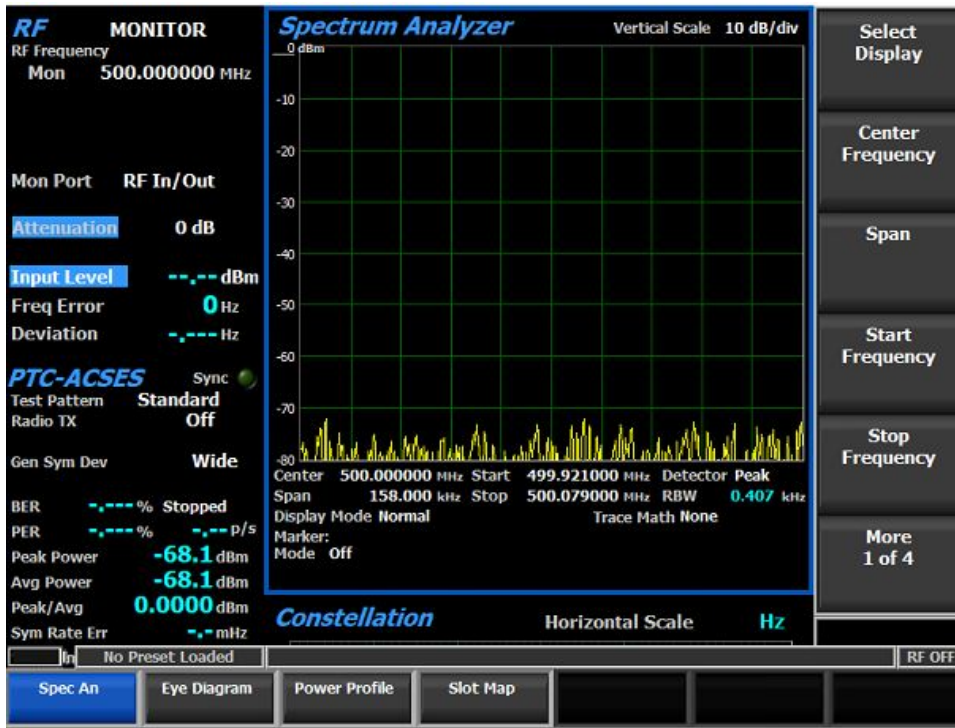 RF MONITOR
RF Frequency
Mon 500.000000 MHz
Mon Port RF In/Out
Attenuation 0 dB
Input Level --.-- dBm
Freq Error 0 Hz
Deviation -.--- Hz
PTC-ACSES Sync
Test Pattern Standard
Radio TX Off
Gen Sym Dev Wide
BER -.--- % Stopped
PER -.--- % -.-- p/s
Peak Power -68.1 dBm
Avg Power -68.1 dBm
Peak/Avg 0.0000 dBm
Sym Rate Err -.- mHz
Spectrum Analyzer Vertical Scale 10 dB/div
0 dBm
-10
-20
-30
-40
-50
-60
-70
-80
Center 500.000000 MHz Start 499.921000 MHz Detector Peak
Span 158.000 kHz Stop 500.079000 MHz RBW 0.407 kHz
Display Mode Normal Trace Math None
Marker:
Mode Off
Constellation Horizontal Scale Hz
Select
Display
Center
Frequency
Span
Start
Frequency
Stop
Frequency
More
1 of 4
In No Preset Loaded RF OFF
Spec An Eye Diagram Power Profile Slot Map